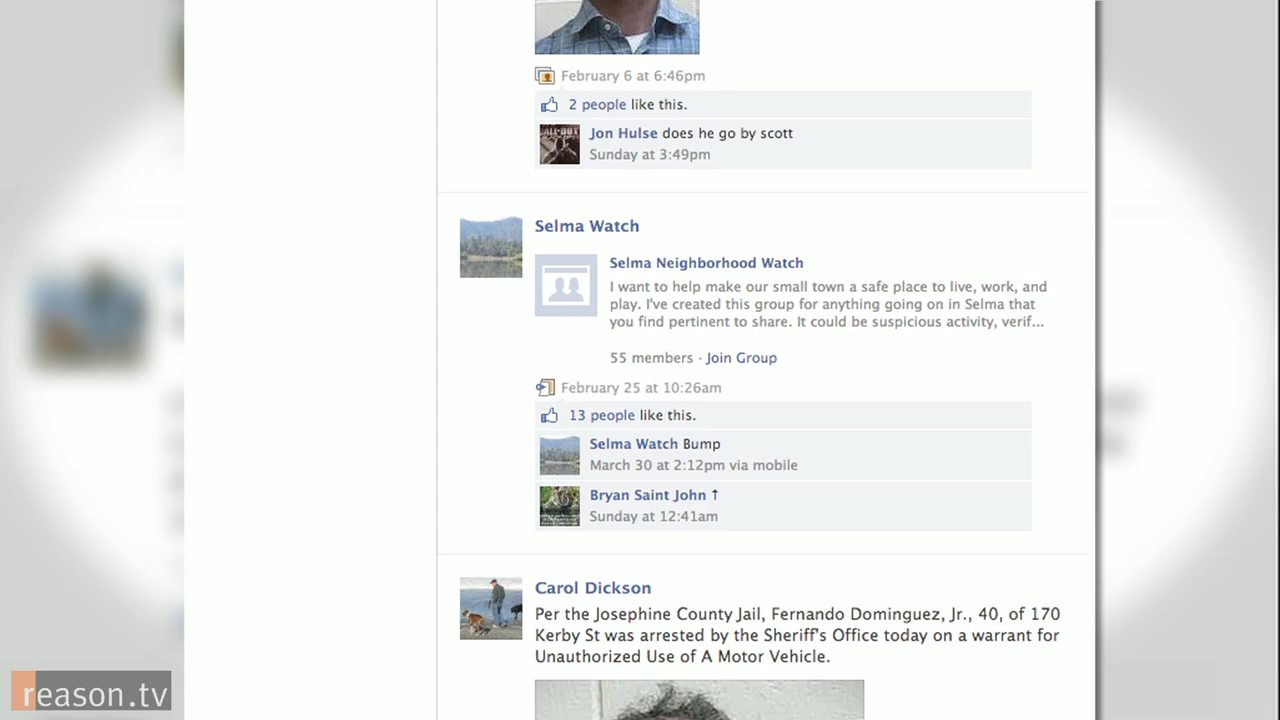 February 6 at 6:46pm
2 people like this.
Jon Hulse does he go by scott
Sunday at 3:49pm
Selma Watch
Selma Neighborhood Watch
I want to help make our small town a safe place to live, work, and
play. I've created this group for anything going on in Selma that
you find pertinent to share. It could be suspicious activity, verif...
55 members · Join Group
February 25 at 10:26am
13 people like this.
Selma Watch Bump
March 30 at 2:12pm via mobile
Bryan Saint John ↑
Sunday at 12:41am
Carol Dickson
Per the Josephine County Jail, Fernando Dominguez, Jr., 40, of 170
Kerby St was arrested by the Sheriff's Office today on a warrant for
Unauthorized Use of A Motor Vehicle.
reason.tv